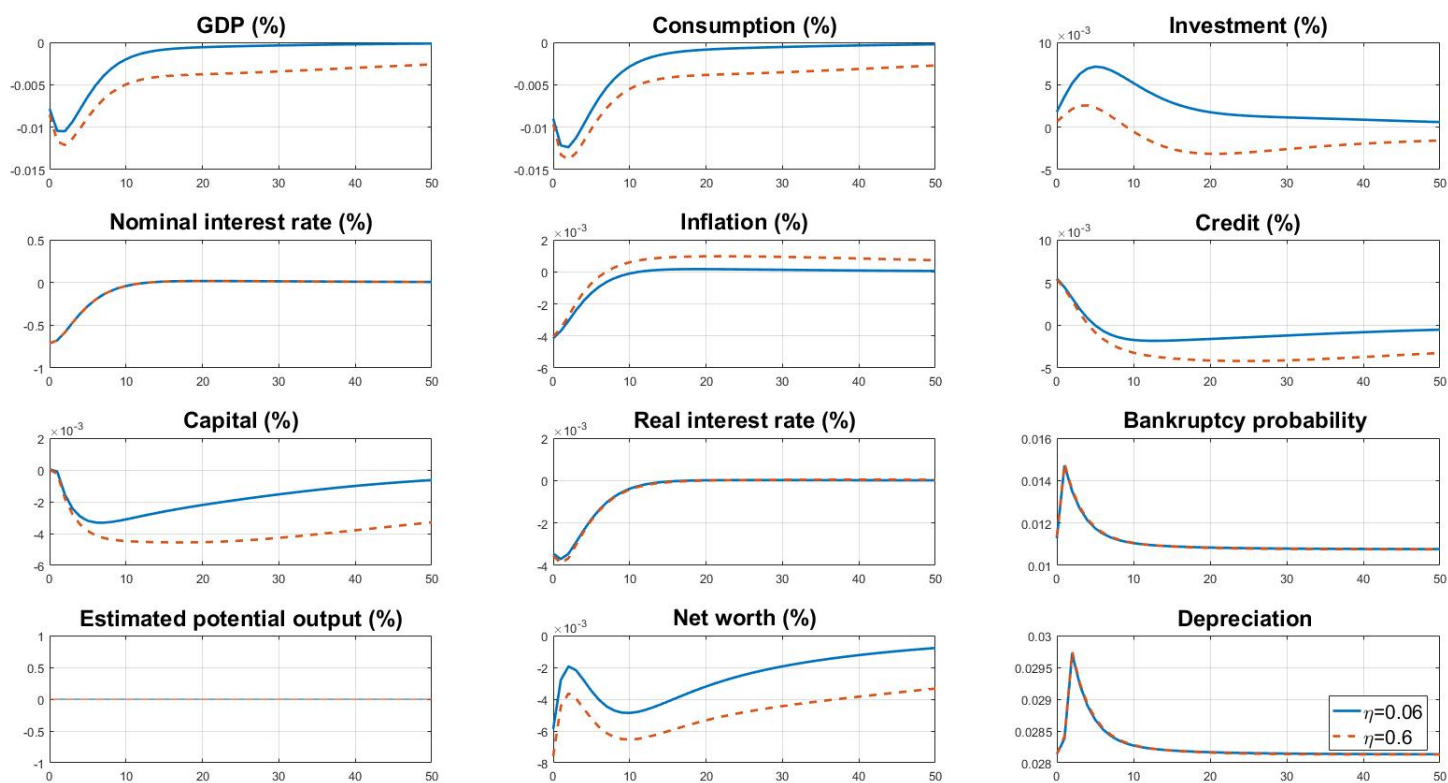 GDP (%)
0
-0.005
-0.01
-0.015
0 10 20 30 40 50
Consumption (%)
0
-0.005
-0.01
-0.015
0 10 20 30 40 50
Investment (%)
×10⁻³
10
5
0
-5
0 10 20 30 40 50
Nominal interest rate (%)
0.5
0
-0.5
-1
0 10 20 30 40 50
Inflation (%)
×10⁻³
2
0
-2
-4
-6
0 10 20 30 40 50
Credit (%)
×10⁻³
10
5
0
-5
0 10 20 30 40 50
Capital (%)
×10⁻³
2
0
-2
-4
-6
0 10 20 30 40 50
Real interest rate (%)
×10⁻³
2
0
-2
-4
0 10 20 30 40 50
Bankruptcy probability
0.016
0.014
0.012
0.01
0 10 20 30 40 50
Estimated potential output (%)
1
0.5
0
-0.5
-1
0 10 20 30 40 50
Net worth (%)
×10⁻³
0
-2
-4
-6
-8
0 10 20 30 40 50
Depreciation
0.03
0.0295
0.029
0.0285
0.028
0 10 20 30 40 50
η=0.06
η=0.6